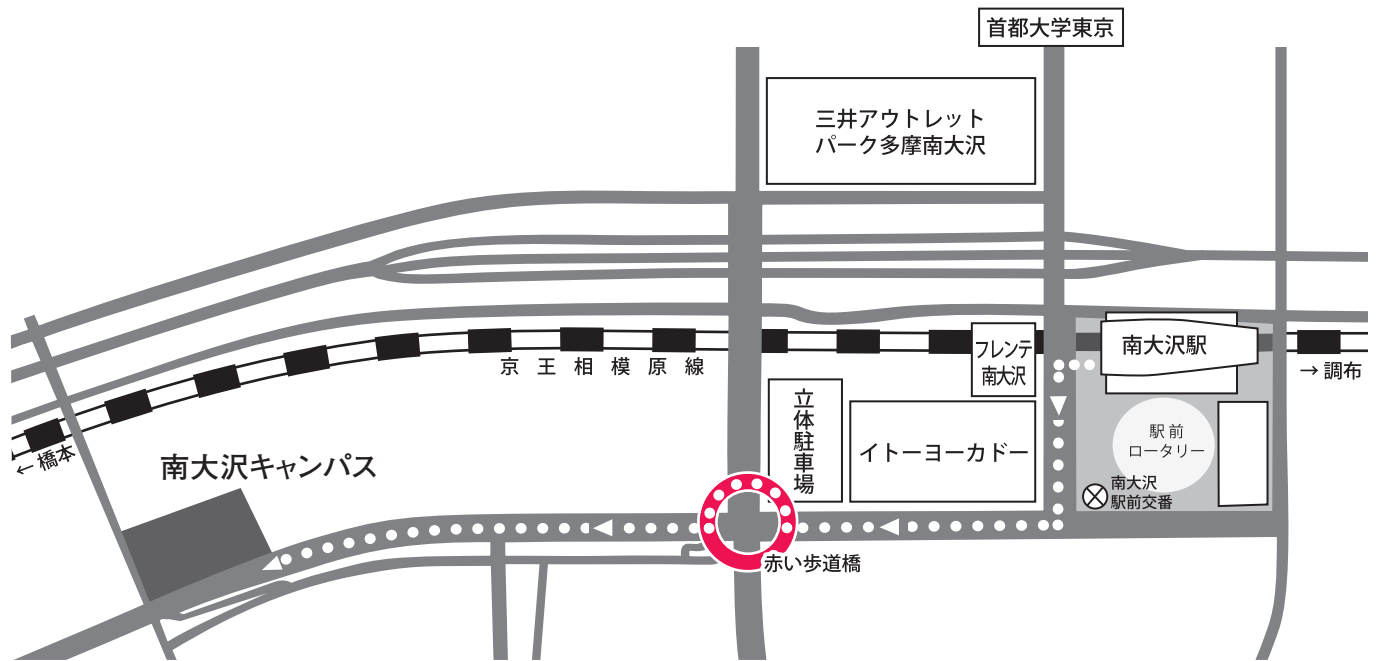 首都大学東京
三井アウトレット
パーク多摩南大沢
フレンテ
南大沢
南大沢駅
→ 調布
京王相模原線
← 橋本
立体駐車場
イトーヨーカドー
駅前
ロータリー
南大沢キャンパス
南大沢
駅前交番
赤い歩道橋